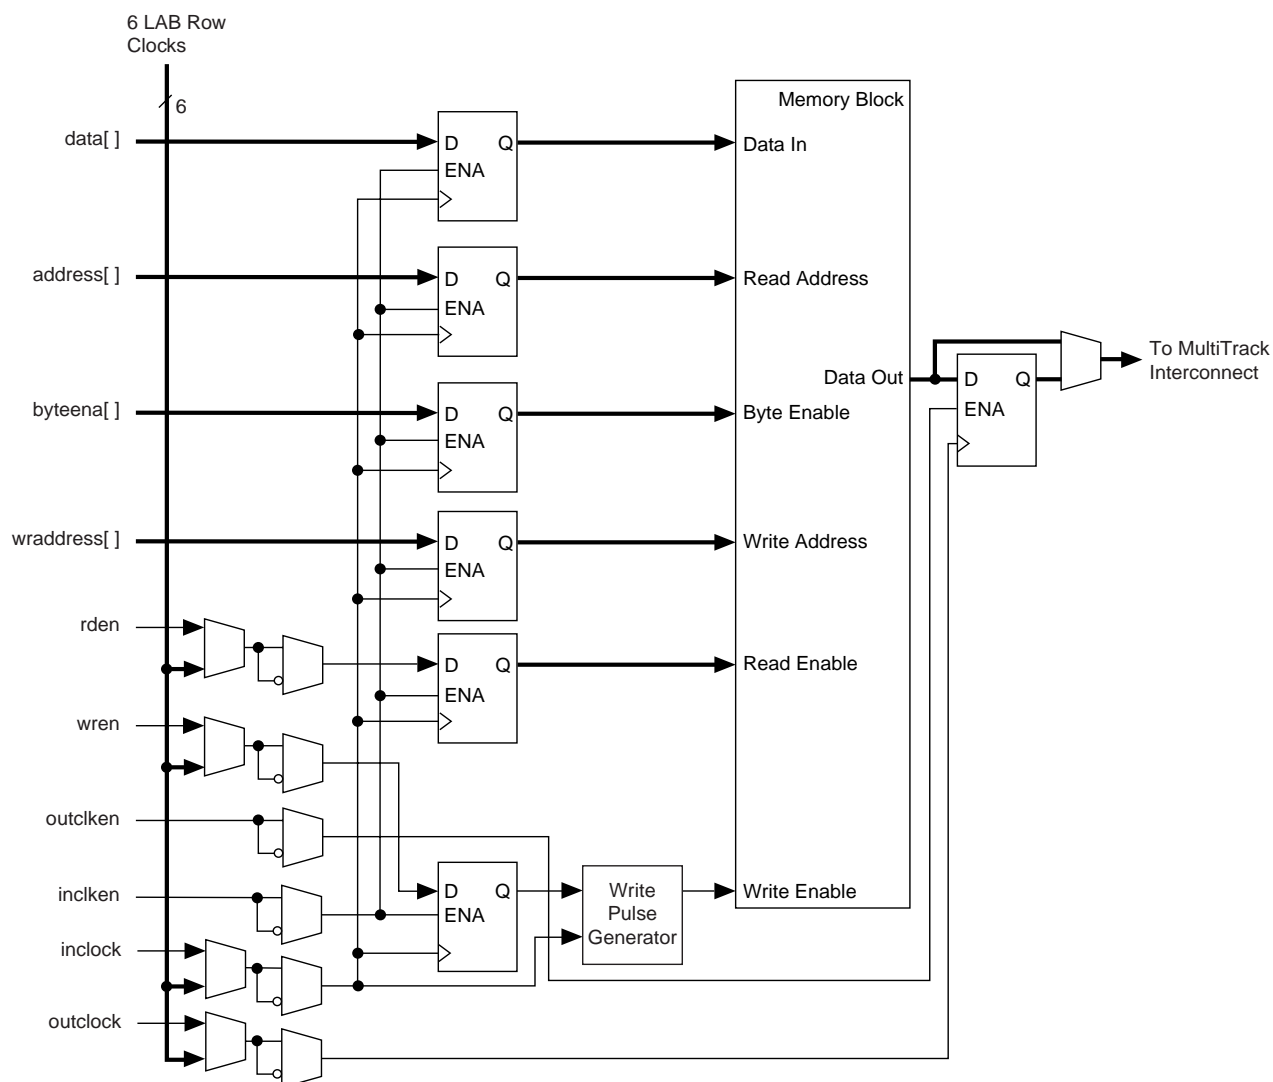 6 LAB Row
Clocks
6
Memory Block
data[ ]
D Q
ENA
Data In
address[ ]
D Q
ENA
Read Address
To MultiTrack
Interconnect
Data Out
D Q
ENA
byteena[ ]
D Q
ENA
Byte Enable
wraddress[ ]
D Q
ENA
Write Address
rden
D Q
ENA
Read Enable
wren
outclken
inclken
D Q
ENA
Write
Pulse
Generator
Write Enable
inclock
outclock